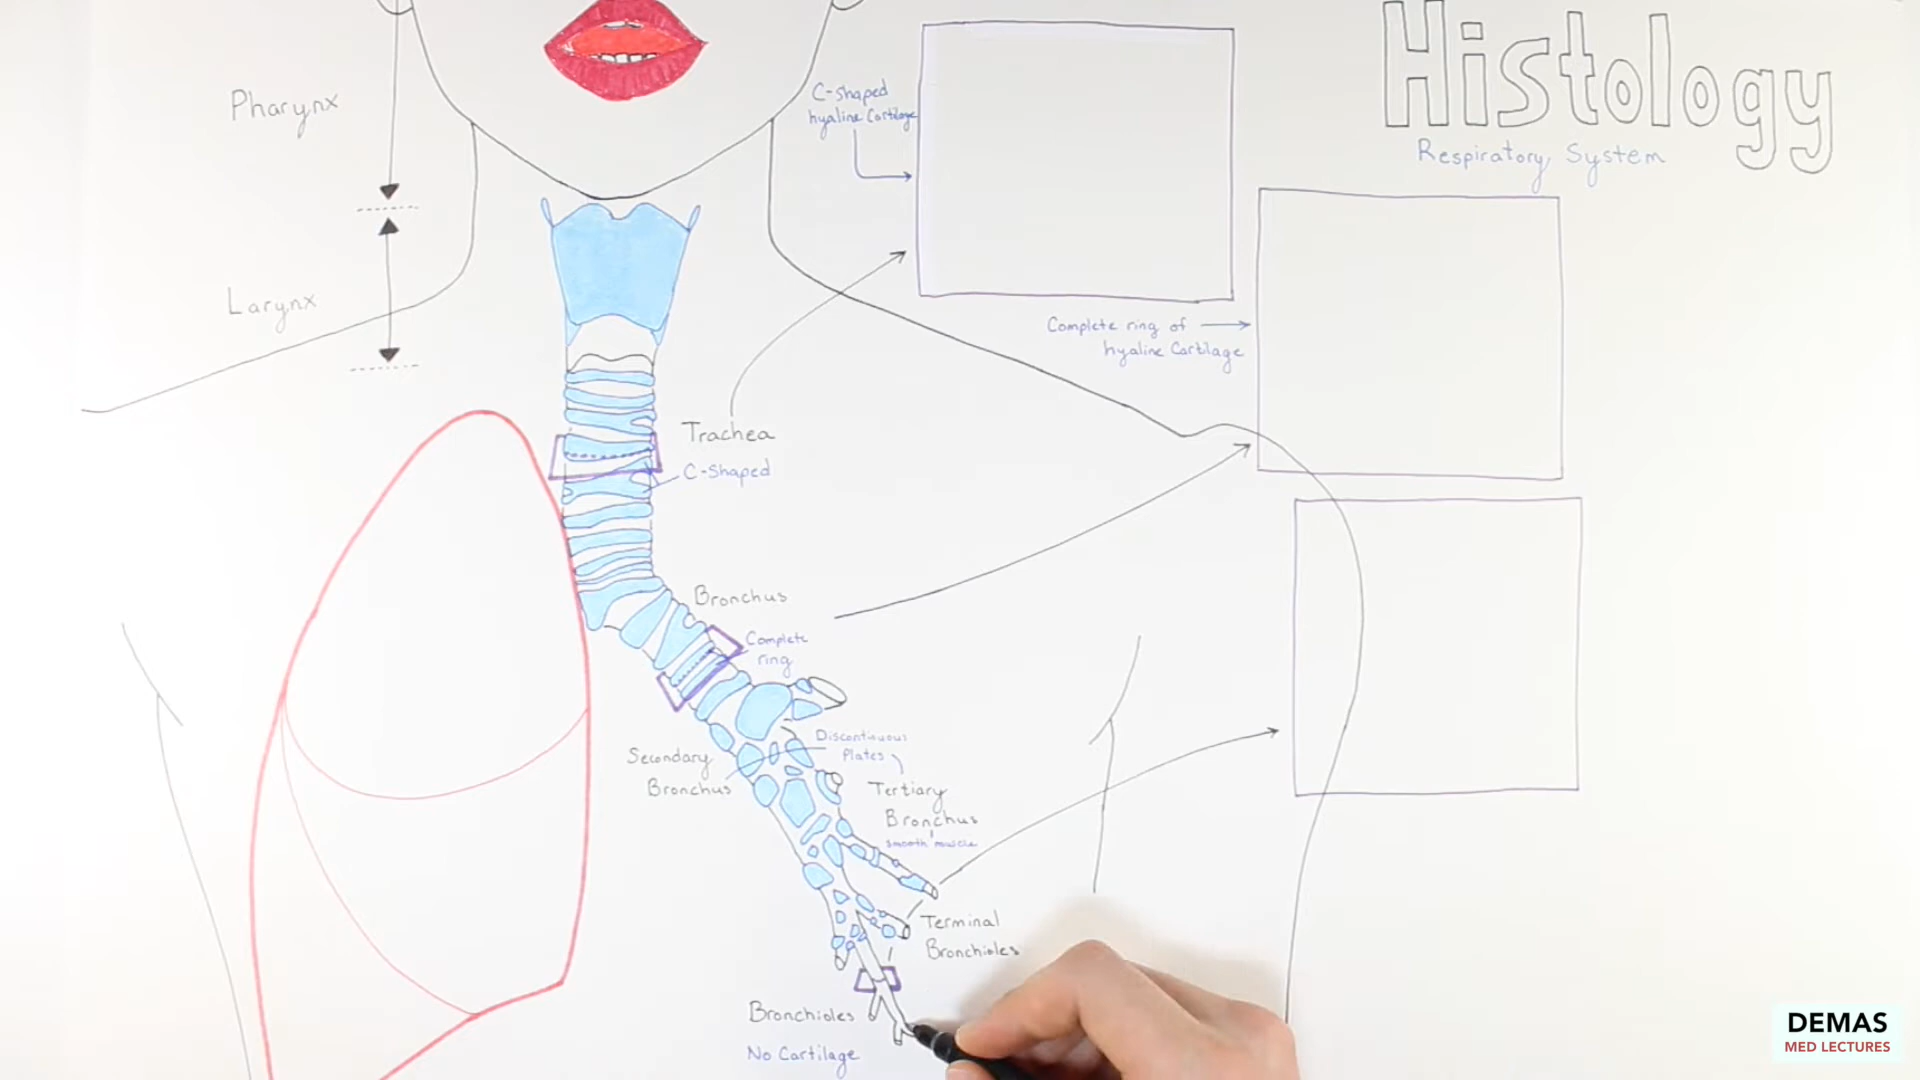 Histology
Respiratory System
Pharynx
Larynx
C-shaped
hyaline Cartilage
Complete ring of
hyaline Cartilage
Trachea
C-Shaped
Bronchus
Complete
ring
Discontinuous
Plates
Secondary
Bronchus
Tertiary
Bronchus
smooth muscle
Terminal
Bronchioles
Bronchioles
No Cartilage
DEMAS
MED LECTURES